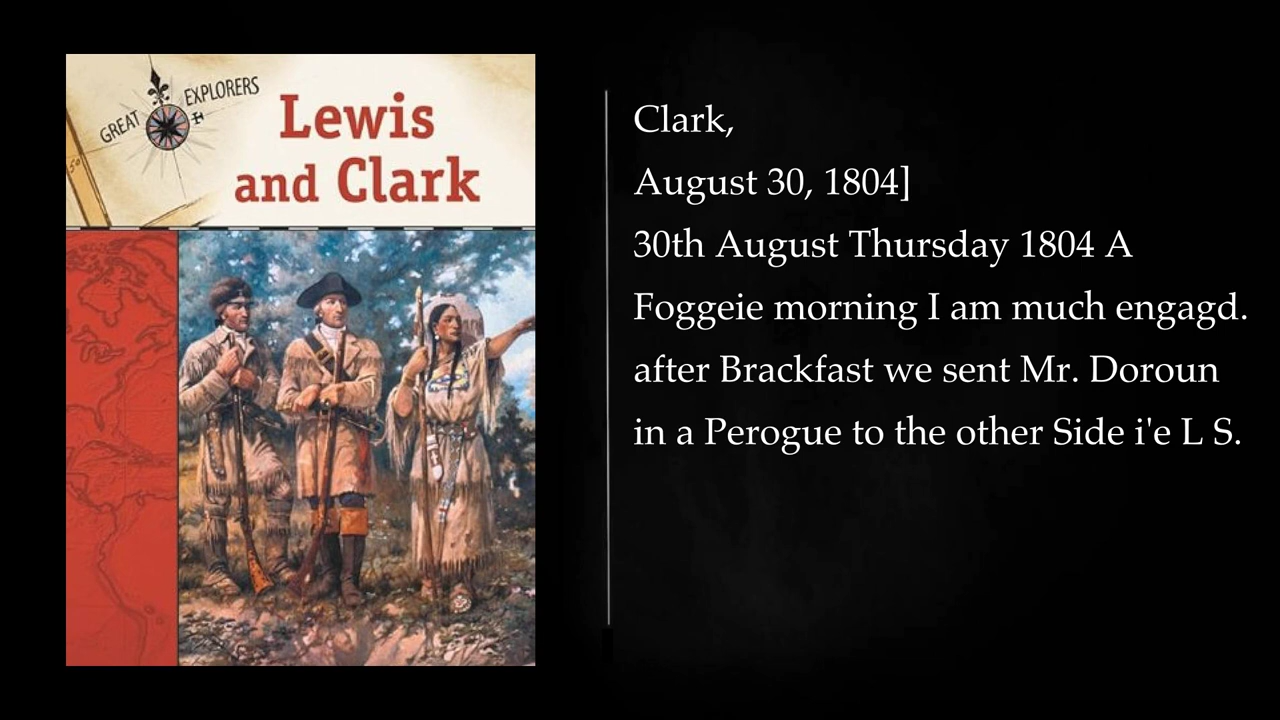 GREAT EXPLORERS
Lewis
and Clark
50
Clark,
August 30, 1804]
30th August Thursday 1804 A
Foggeie morning I am much engagd.
after Brackfast we sent Mr. Doroun
in a Perogue to the other Side i'e L S.